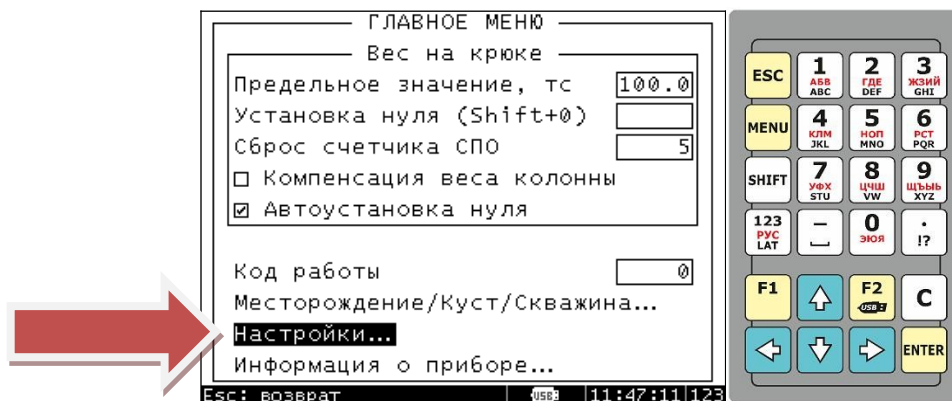 ГЛАВНОЕ МЕНЮ
Вес на крюке
Предельное значение, тс 100.0
Установка нуля (Shift+0)
Сброс счетчика СПО 5
Компенсация веса колонны
Автоустановка нуля
Код работы 0
Месторождение/Куст/Скважина...
Настройки...
Информация о приборе...
Esc: возврат USB 11:47:11 123
ESC 1 2 3
АБВ ГДЕ ЖЗИЙ
ABC DEF GHI
MENU 4 5 6
КЛМ НОП РСТ
JKL MNO PQR
SHIFT 7 8 9
УФХ ЦЧШ ЩЪЫЬ
STU VW XYZ
123 – 0 .
РУС ЭЮЯ
LAT !?
F1 F2 C
USB
ENTER